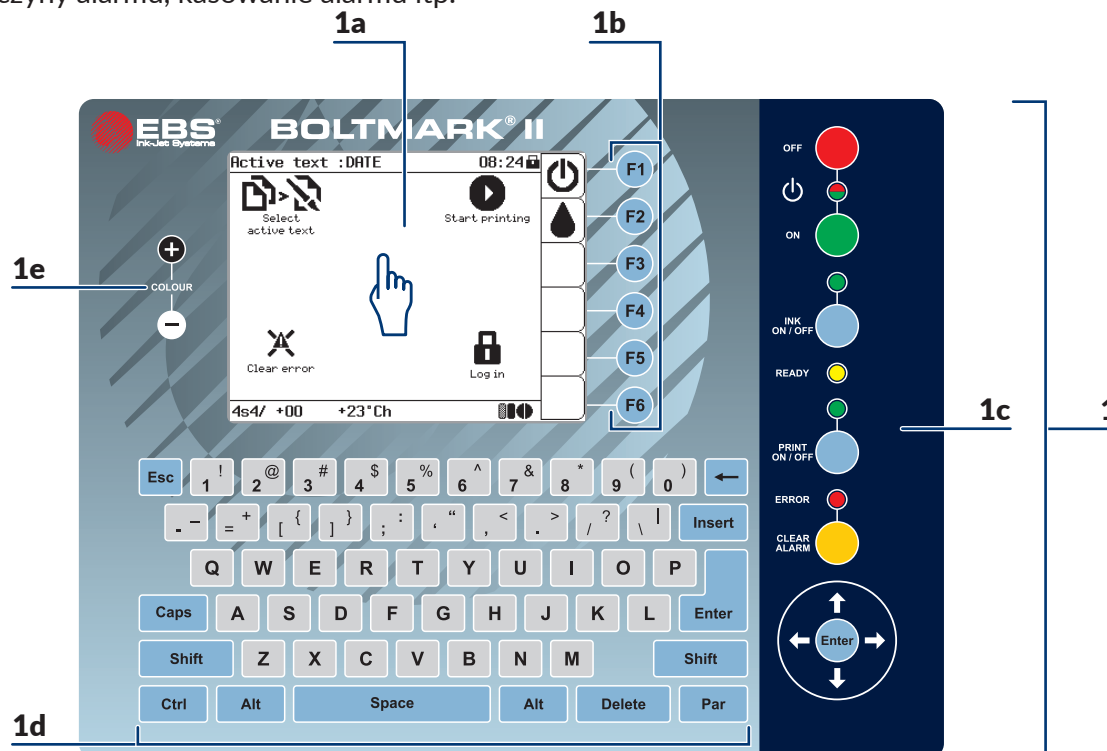 czyny alarmu, kasowanie alarmu itp.
1a
1b
EBS®
Ink-Jet Systems
BOLTMARK® II
Active text :DATE 08:24
Select
active text
Start printing
Clear error
Log in
4s4/ +00 +23°Ch
F1
F2
F3
F4
F5
F6
1e
+
COLOUR
−
OFF
ON
INK
ON / OFF
READY
PRINT
ON / OFF
ERROR
CLEAR
ALARM
Enter
1c
1
Esc 1 ! 2 @ 3 # 4 $ 5 % 6 ^ 7 & 8 * 9 ( 0 ) ←
- _ = + [ { ] } ; : ‘ “ , < . > / ? \ | Insert
Q W E R T Y U I O P
Caps A S D F G H J K L Enter
Shift Z X C V B N M Shift
Ctrl Alt Space Alt Delete Par
1d